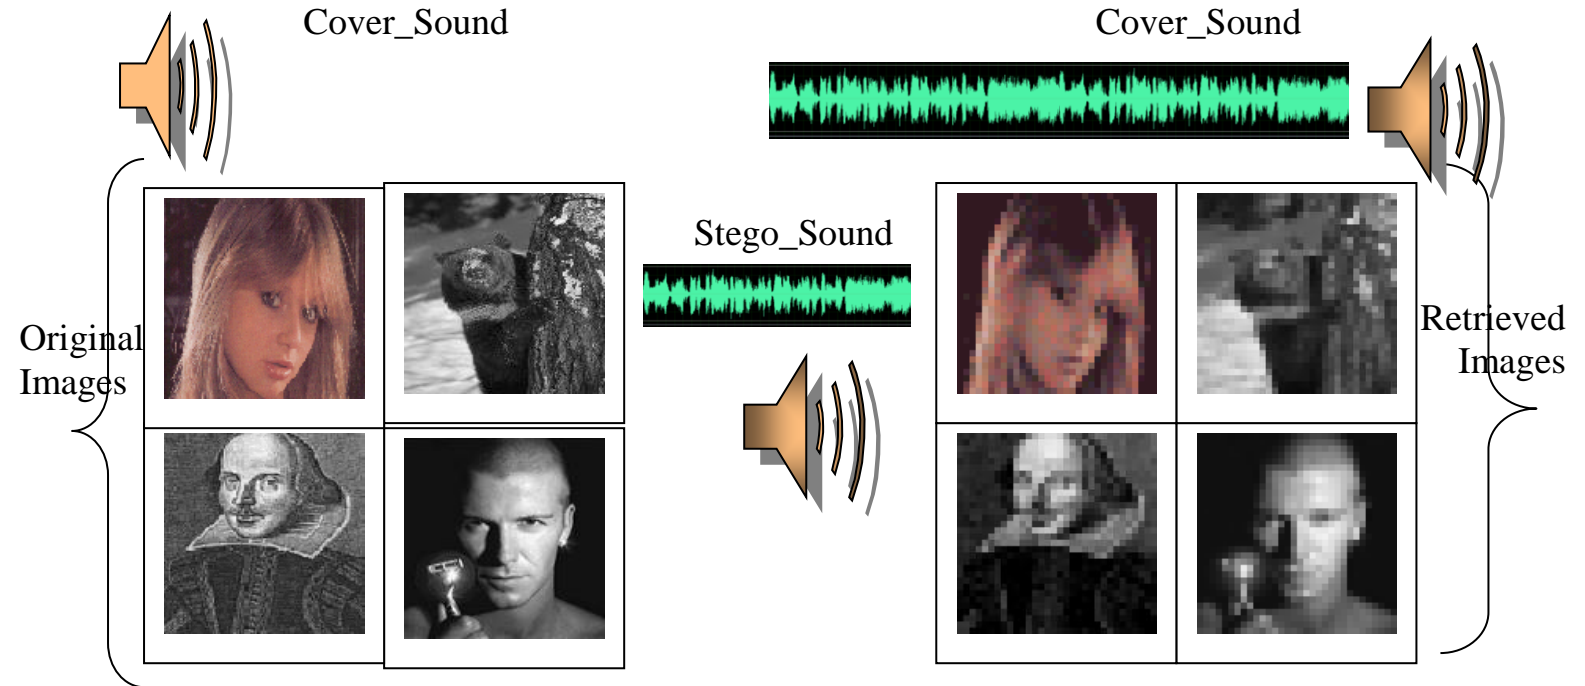 Cover_Sound
Cover_Sound
Stego_Sound
Original
Images
Retrieved
Images